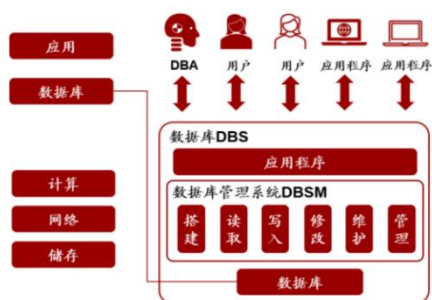 应用
数据库
计算
网络
储存
DBA
用户
用户
应用程序
应用程序
数据库DBS
应用程序
数据库管理系统DBSM
搭建
读取
写入
修改
维护
管理
数据库